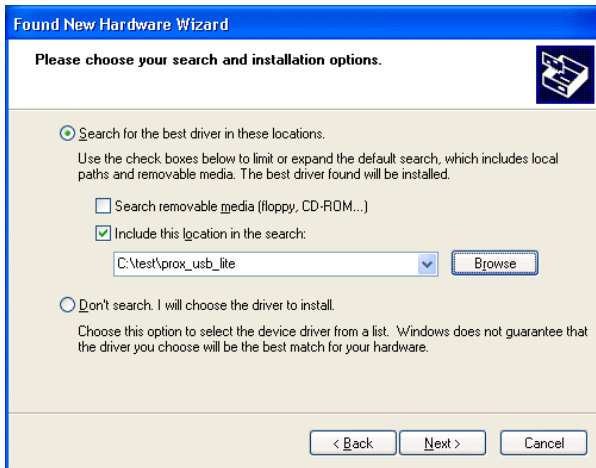 Found New Hardware Wizard
Please choose your search and installation options.
Search for the best driver in these locations.
Use the check boxes below to limit or expand the default search, which includes local
paths and removable media. The best driver found will be installed.
Search removable media (floppy, CD-ROM...)
Include this location in the search:
C:\test\prox_usb_lite
Browse
Don't search. I will choose the driver to install.
Choose this option to select the device driver from a list. Windows does not guarantee that
the driver you choose will be the best match for your hardware.
< Back Next > Cancel